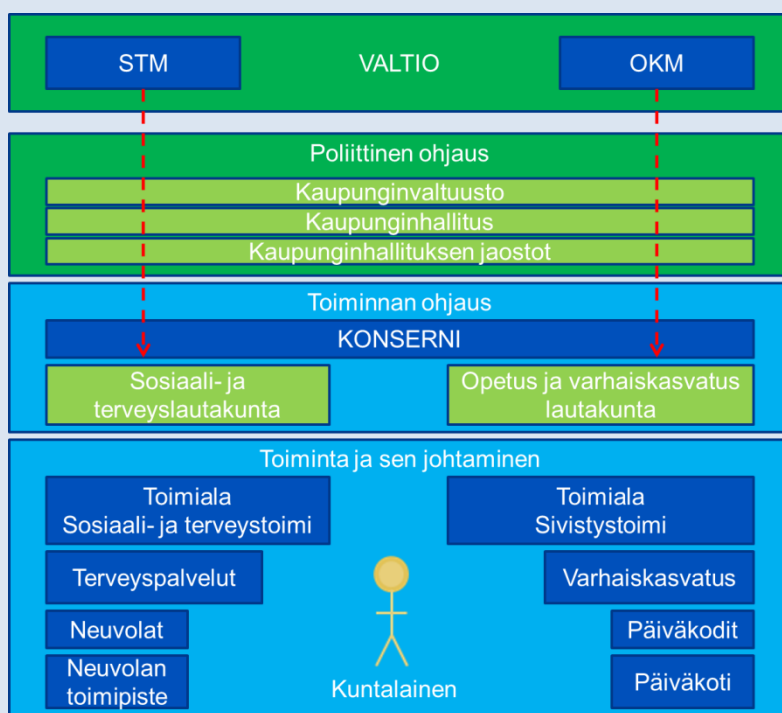 STM
VALTIO
OKM
Poliittinen ohjaus
Kaupunginvaltuusto
Kaupunginhallitus
Kaupunginhallituksen jaostot
Toiminnan ohjaus
KONSERNI
Sosiaali- ja
terveyslautakunta
Opetus ja varhaiskasvatus
lautakunta
Toiminta ja sen johtaminen
Toimiala
Sosiaali- ja terveystoimi
Toimiala
Sivistystoimi
Terveyspalvelut
Varhaiskasvatus
Neuvolat
Päiväkodit
Neuvolan
toimipiste
Kuntalainen
Päiväkoti